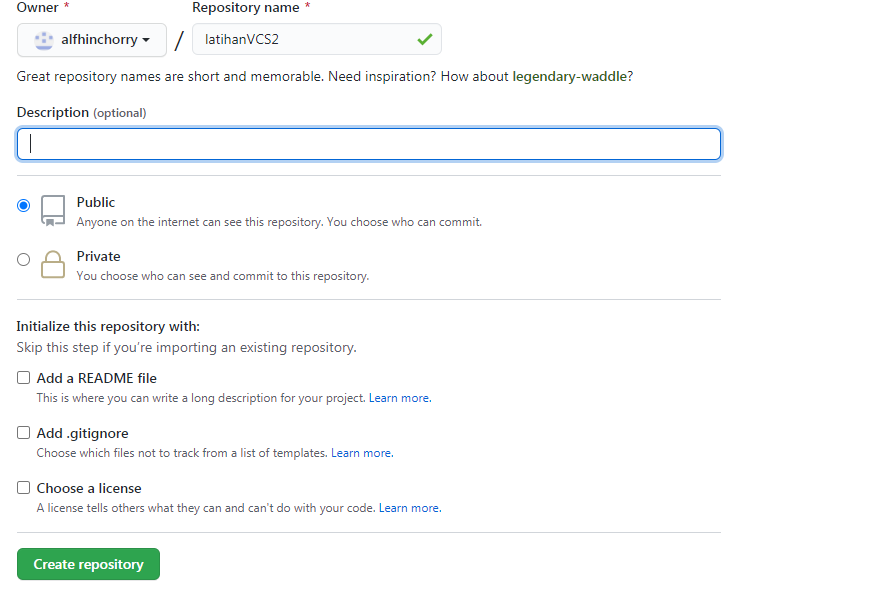 Owner * Repository name *
alfhinchorry / latihanVCS2
Great repository names are short and memorable. Need inspiration? How about legendary-waddle?
Description (optional)
Public
Anyone on the internet can see this repository. You choose who can commit.
Private
You choose who can see and commit to this repository.
Initialize this repository with:
Skip this step if you're importing an existing repository.
Add a README file
This is where you can write a long description for your project. Learn more.
Add .gitignore
Choose which files not to track from a list of templates. Learn more.
Choose a license
A license tells others what they can and can't do with your code. Learn more.
Create repository